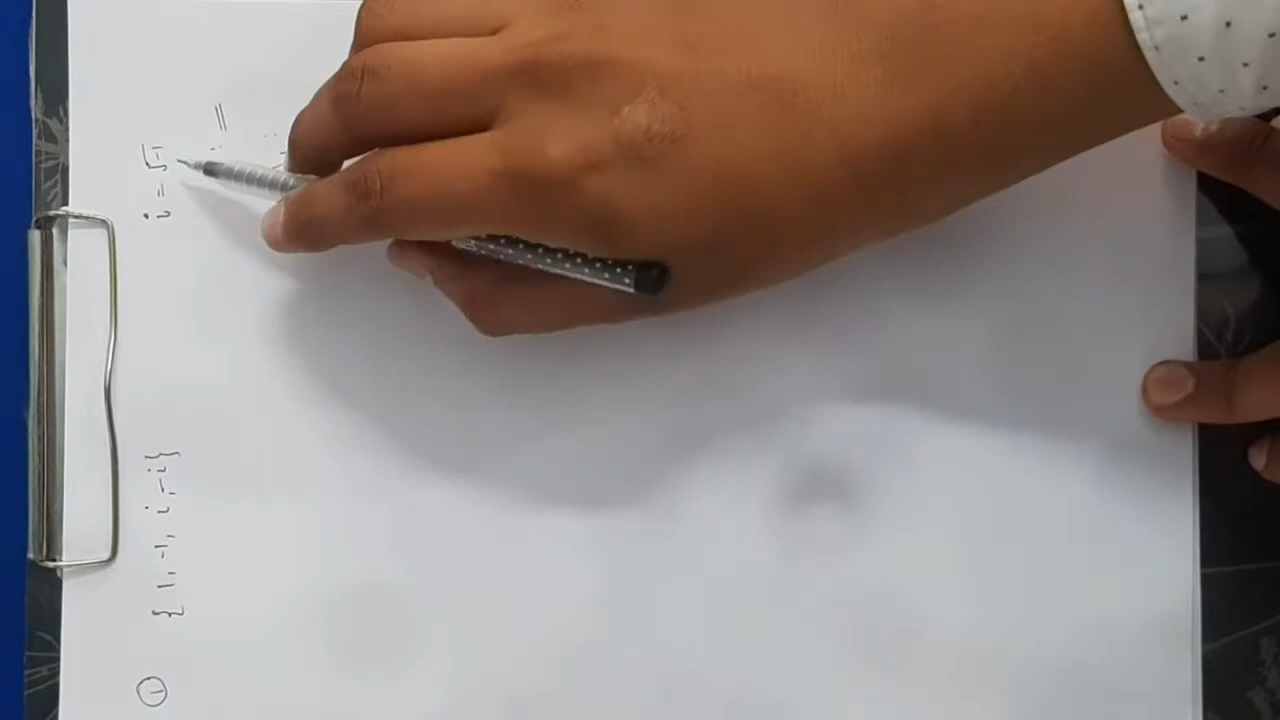 ① {1, -1, i, -i} i = √-1